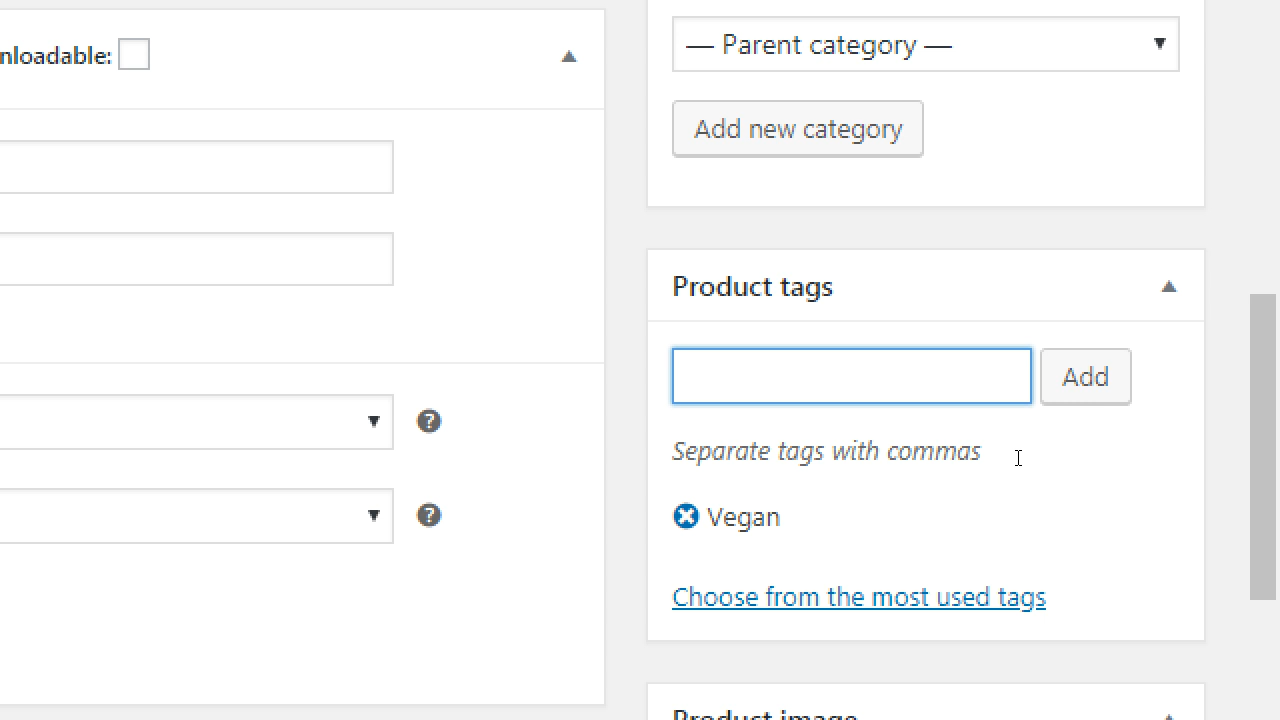 nloadable:
— Parent category —
Add new category
Product tags
Add
Separate tags with commas
Vegan
Choose from the most used tags
Product image